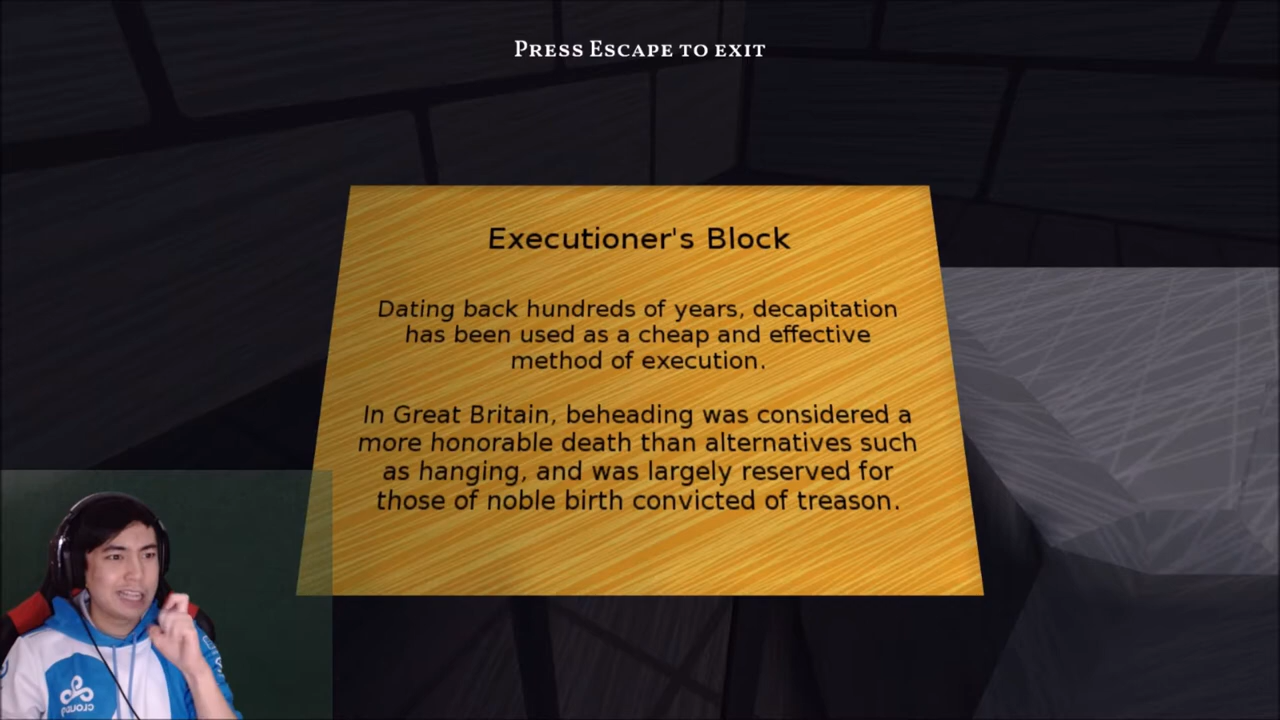 Press Escape to exit
Executioner's Block
Dating back hundreds of years, decapitation
has been used as a cheap and effective
method of execution.
In Great Britain, beheading was considered a
more honorable death than alternatives such
as hanging, and was largely reserved for
those of noble birth convicted of treason.